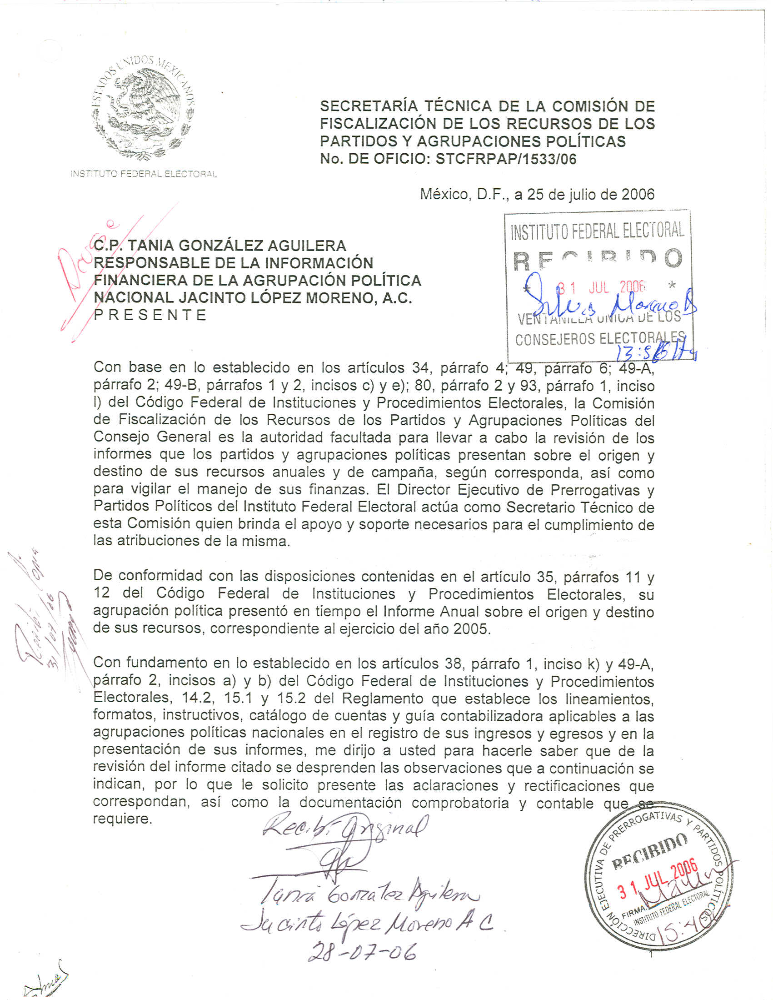 ESTADOS UNIDOS MEXICANOS
INSTITUTO FEDERAL ELECTORAL
SECRETARÍA TÉCNICA DE LA COMISIÓN DE
FISCALIZACIÓN DE LOS RECURSOS DE LOS
PARTIDOS Y AGRUPACIONES POLÍTICAS
No. DE OFICIO: STCFRPAP/1533/06
México, D.F., a 25 de julio de 2006
INSTITUTO FEDERAL ELECTORAL
RECIBIDO
* 31 JUL 2006 *
Moreno
VENTANILLA UNICA DE LOS
CONSEJEROS ELECTORALES
C.P. TANIA GONZÁLEZ AGUILERA
RESPONSABLE DE LA INFORMACIÓN
FINANCIERA DE LA AGRUPACIÓN POLÍTICA
NACIONAL JACINTO LÓPEZ MORENO, A.C.
P R E S E N T E
Con base en lo establecido en los artículos 34, párrafo 4; 49, párrafo 6; 49-A,
párrafo 2; 49-B, párrafos 1 y 2, incisos c) y e); 80, párrafo 2 y 93, párrafo 1, inciso
l) del Código Federal de Instituciones y Procedimientos Electorales, la Comisión
de Fiscalización de los Recursos de los Partidos y Agrupaciones Políticas del
Consejo General es la autoridad facultada para llevar a cabo la revisión de los
informes que los partidos y agrupaciones políticas presentan sobre el origen y
destino de sus recursos anuales y de campaña, según corresponda, así como
para vigilar el manejo de sus finanzas. El Director Ejecutivo de Prerrogativas y
Partidos Políticos del Instituto Federal Electoral actúa como Secretario Técnico de
esta Comisión quien brinda el apoyo y soporte necesarios para el cumplimiento de
las atribuciones de la misma.
De conformidad con las disposiciones contenidas en el artículo 35, párrafos 11 y
12 del Código Federal de Instituciones y Procedimientos Electorales, su
agrupación política presentó en tiempo el Informe Anual sobre el origen y destino
de sus recursos, correspondiente al ejercicio del año 2005.
Recibí copia
31/07/06
Con fundamento en lo establecido en los artículos 38, párrafo 1, inciso k) y 49-A,
párrafo 2, incisos a) y b) del Código Federal de Instituciones y Procedimientos
Electorales, 14.2, 15.1 y 15.2 del Reglamento que establece los lineamientos,
formatos, instructivos, catálogo de cuentas y guía contabilizadora aplicables a las
agrupaciones políticas nacionales en el registro de sus ingresos y egresos y en la
presentación de sus informes, me dirijo a usted para hacerle saber que de la
revisión del informe citado se desprenden las observaciones que a continuación se
indican, por lo que le solicito presente las aclaraciones y rectificaciones que
correspondan, así como la documentación comprobatoria y contable que se
requiere.
Recibí Original
Tania González Aguilera
Jacinto López Moreno A C.
28-07-06
DIRECCIÓN EJECUTIVA DE PRERROGATIVAS Y PARTIDOS POLÍTICOS
RECIBIDO
31 JUL 2006
FIRMA:
INSTITUTO FEDERAL ELECTORAL
15:40
1